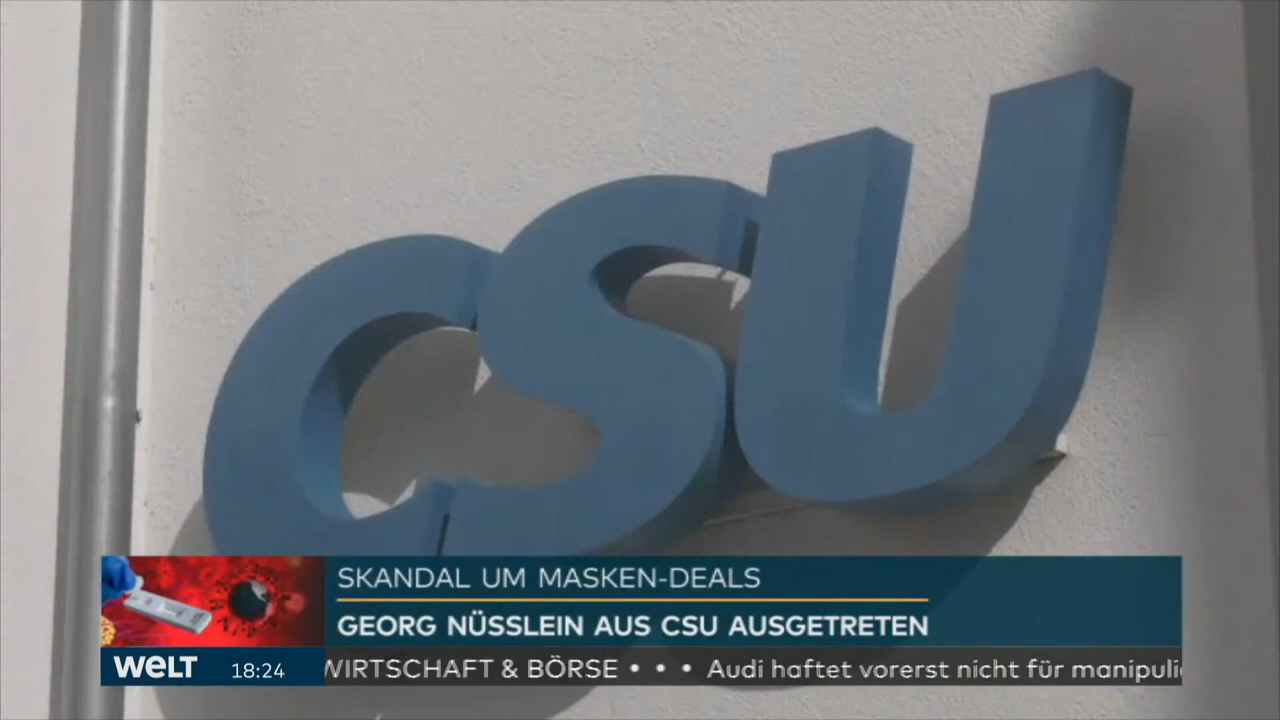 CSU
SKANDAL UM MASKEN-DEALS
GEORG NÜSSLEIN AUS CSU AUSGETRETEN
WELT 18:24 WIRTSCHAFT & BÖRSE • • • Audi haftet vorerst nicht für